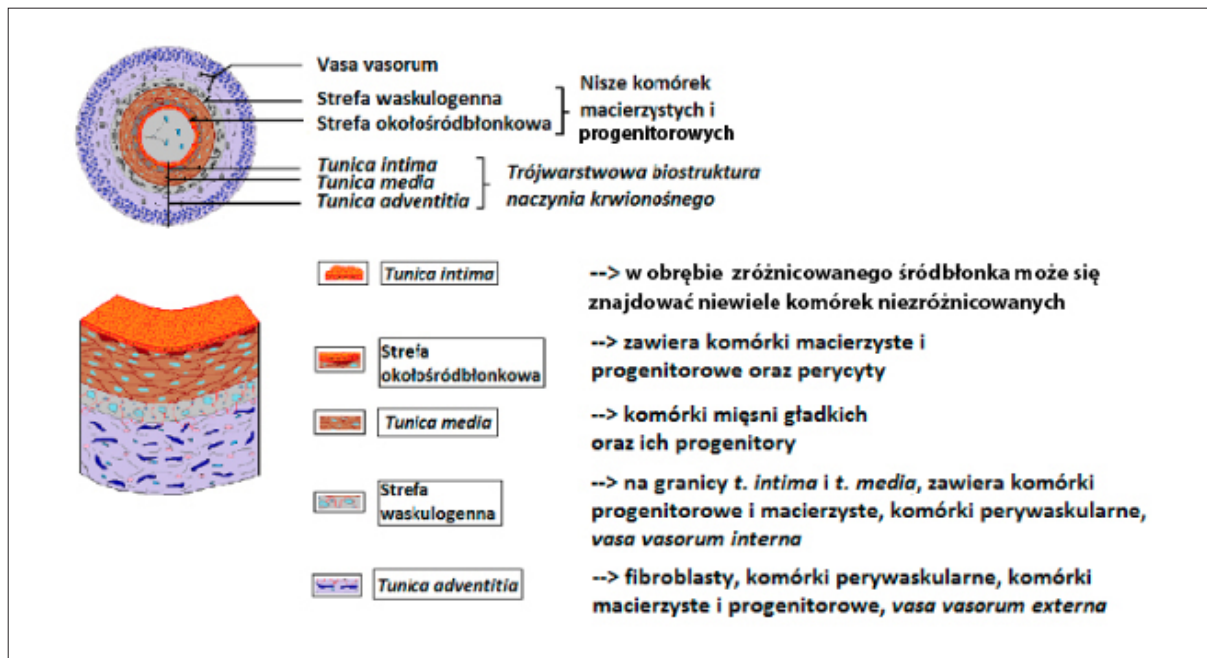 Vasa vasorum
Strefa waskulogenna
Strefa okołośródbłonkowa
Nisze komórek
macierzystych i
progenitorowych
Tunica intima
Tunica media
Tunica adventitia
Trójwarstwowa biostruktura
naczynia krwionośnego
Tunica intima
--> w obrębie zróżnicowanego śródbłonka może się
znajdować niewiele komórek niezróżnicowanych
Strefa
okołośródbłonkowa
--> zawiera komórki macierzyste i
progenitorowe oraz perycyty
Tunica media
--> komórki mięsni gładkich
oraz ich progenitory
Strefa
waskulogenna
--> na granicy t. intima i t. media, zawiera komórki
progenitorowe i macierzyste, komórki perywaskularne,
vasa vasorum interna
Tunica adventitia
--> fibroblasty, komórki perywaskularne, komórki
macierzyste i progenitorowe, vasa vasorum externa